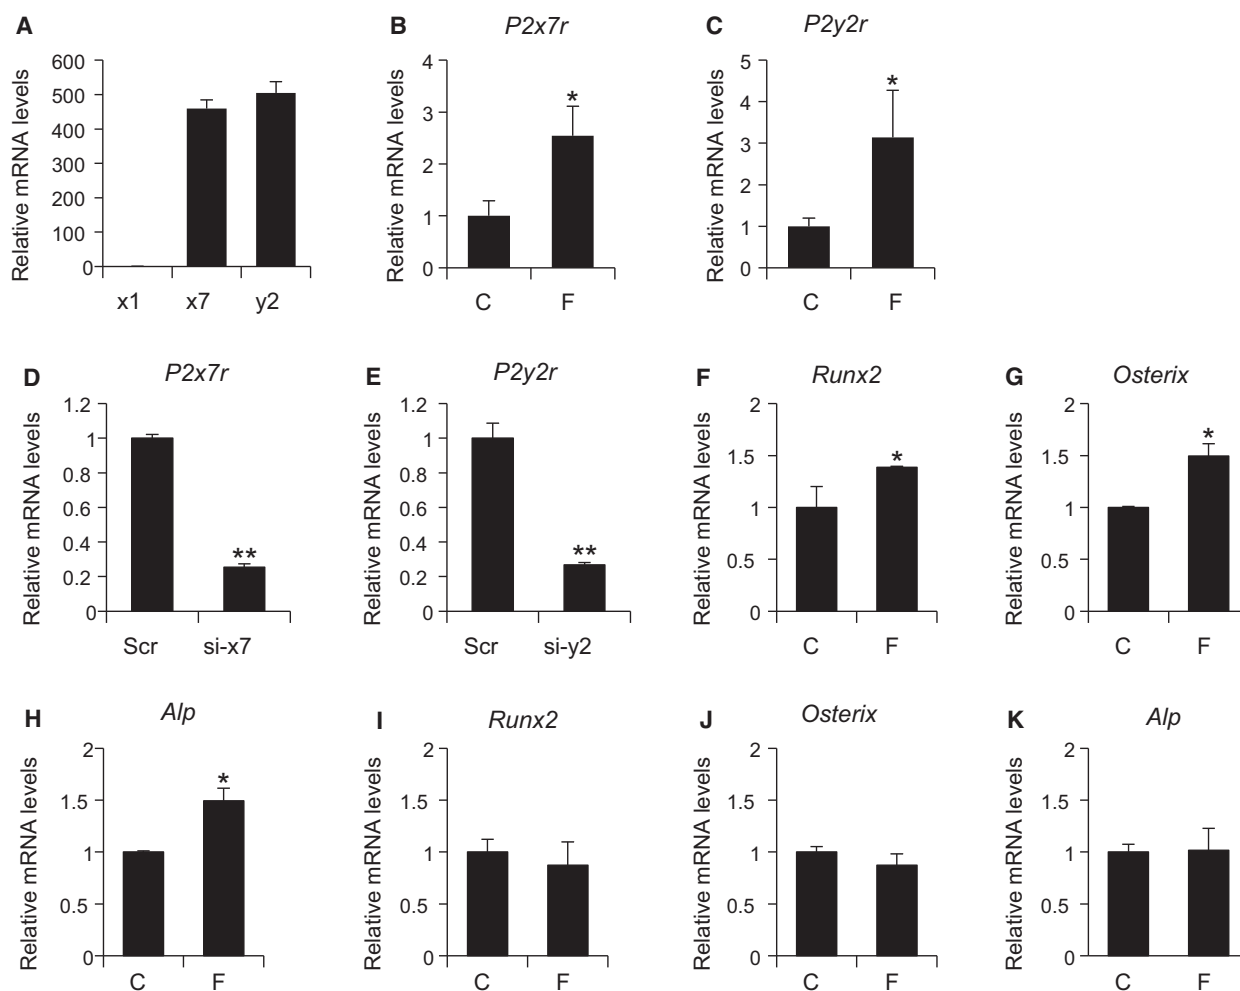 A
Relative mRNA levels
600
500
400
300
200
100
0
x1 x7 y2
B
P2x7r
Relative mRNA levels
4
3
2
1
0
*
C F
C
P2y2r
Relative mRNA levels
5
4
3
2
1
0
*
C F
D
P2x7r
Relative mRNA levels
1.2
1
0.8
0.6
0.4
0.2
0
**
Scr si-x7
E
P2y2r
Relative mRNA levels
1.2
1
0.8
0.6
0.4
0.2
0
**
Scr si-y2
F
Runx2
Relative mRNA levels
2
1.5
1
0.5
0
*
C F
G
Osterix
Relative mRNA levels
2
1.5
1
0.5
0
*
C F
H
Alp
Relative mRNA levels
2
1.5
1
0.5
0
*
C F
I
Runx2
Relative mRNA levels
2
1.5
1
0.5
0
C F
J
Osterix
Relative mRNA levels
2
1.5
1
0.5
0
C F
K
Alp
Relative mRNA levels
2
1.5
1
0.5
0
C F